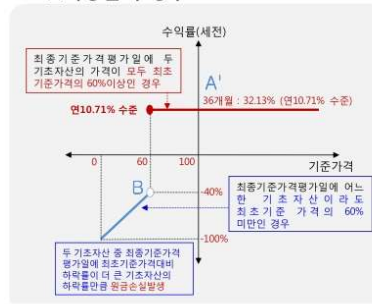 수익률(세전)
최종기준가격평가일에 두
기초자산의 가격이 모두 최초
기준가격의 60%이상인 경우
A'
연10.71% 수준
36개월 : 32.13% (연10.71% 수준)
0 60 100
기준가격
B
-40%
-100%
최종기준가격평가일에 어느
한 기초자산이라도
최초기준 가격의 60%
미만인 경우
두 기초자산 중 최종기준가격
평가일에 최초기준가격대비
하락률이 더 큰 기초자산의
하락률만큼 원금손실발생